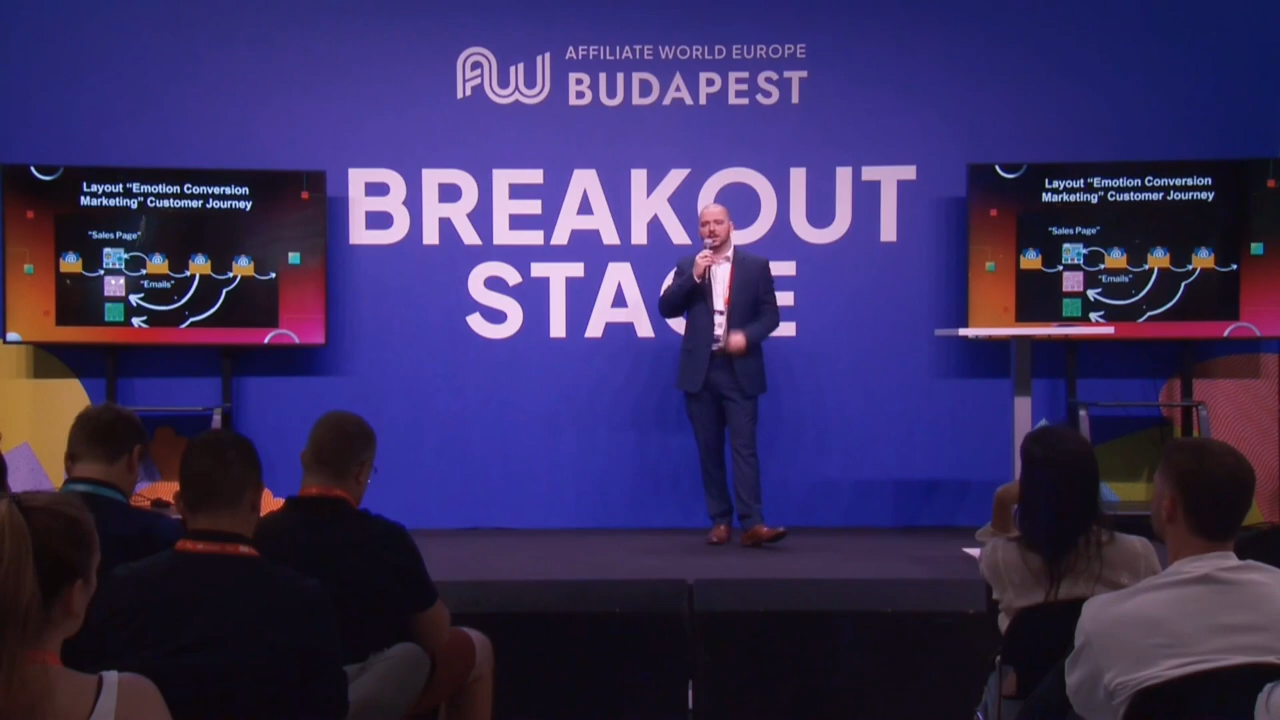 AW AFFILIATE WORLD EUROPE
BUDAPEST
BREAKOUT
STAGE
Layout “Emotion Conversion
Marketing” Customer Journey
“Sales Page”
“Emails”
Layout “Emotion Conversion
Marketing” Customer Journey
“Sales Page”
“Emails”